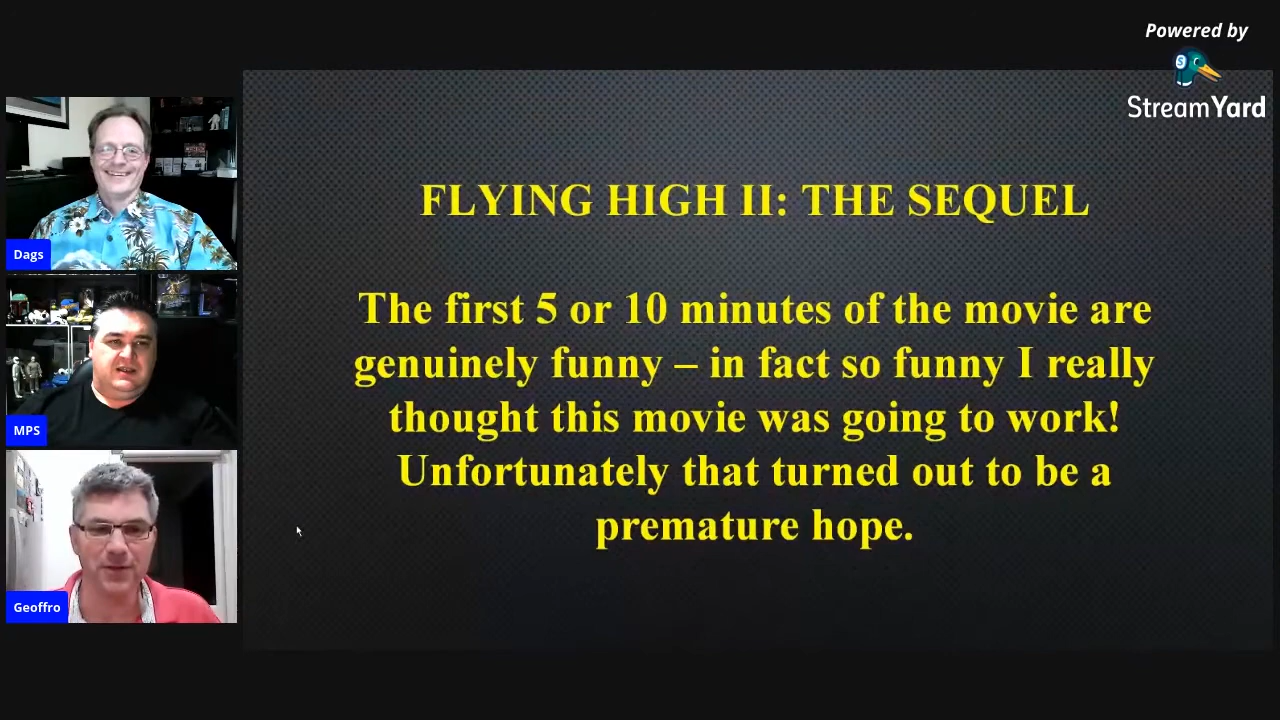 Powered by
StreamYard
FLYING HIGH II: THE SEQUEL
The first 5 or 10 minutes of the movie are
genuinely funny – in fact so funny I really
thought this movie was going to work!
Unfortunately that turned out to be a
premature hope.
Dags
MPS
Geoffro